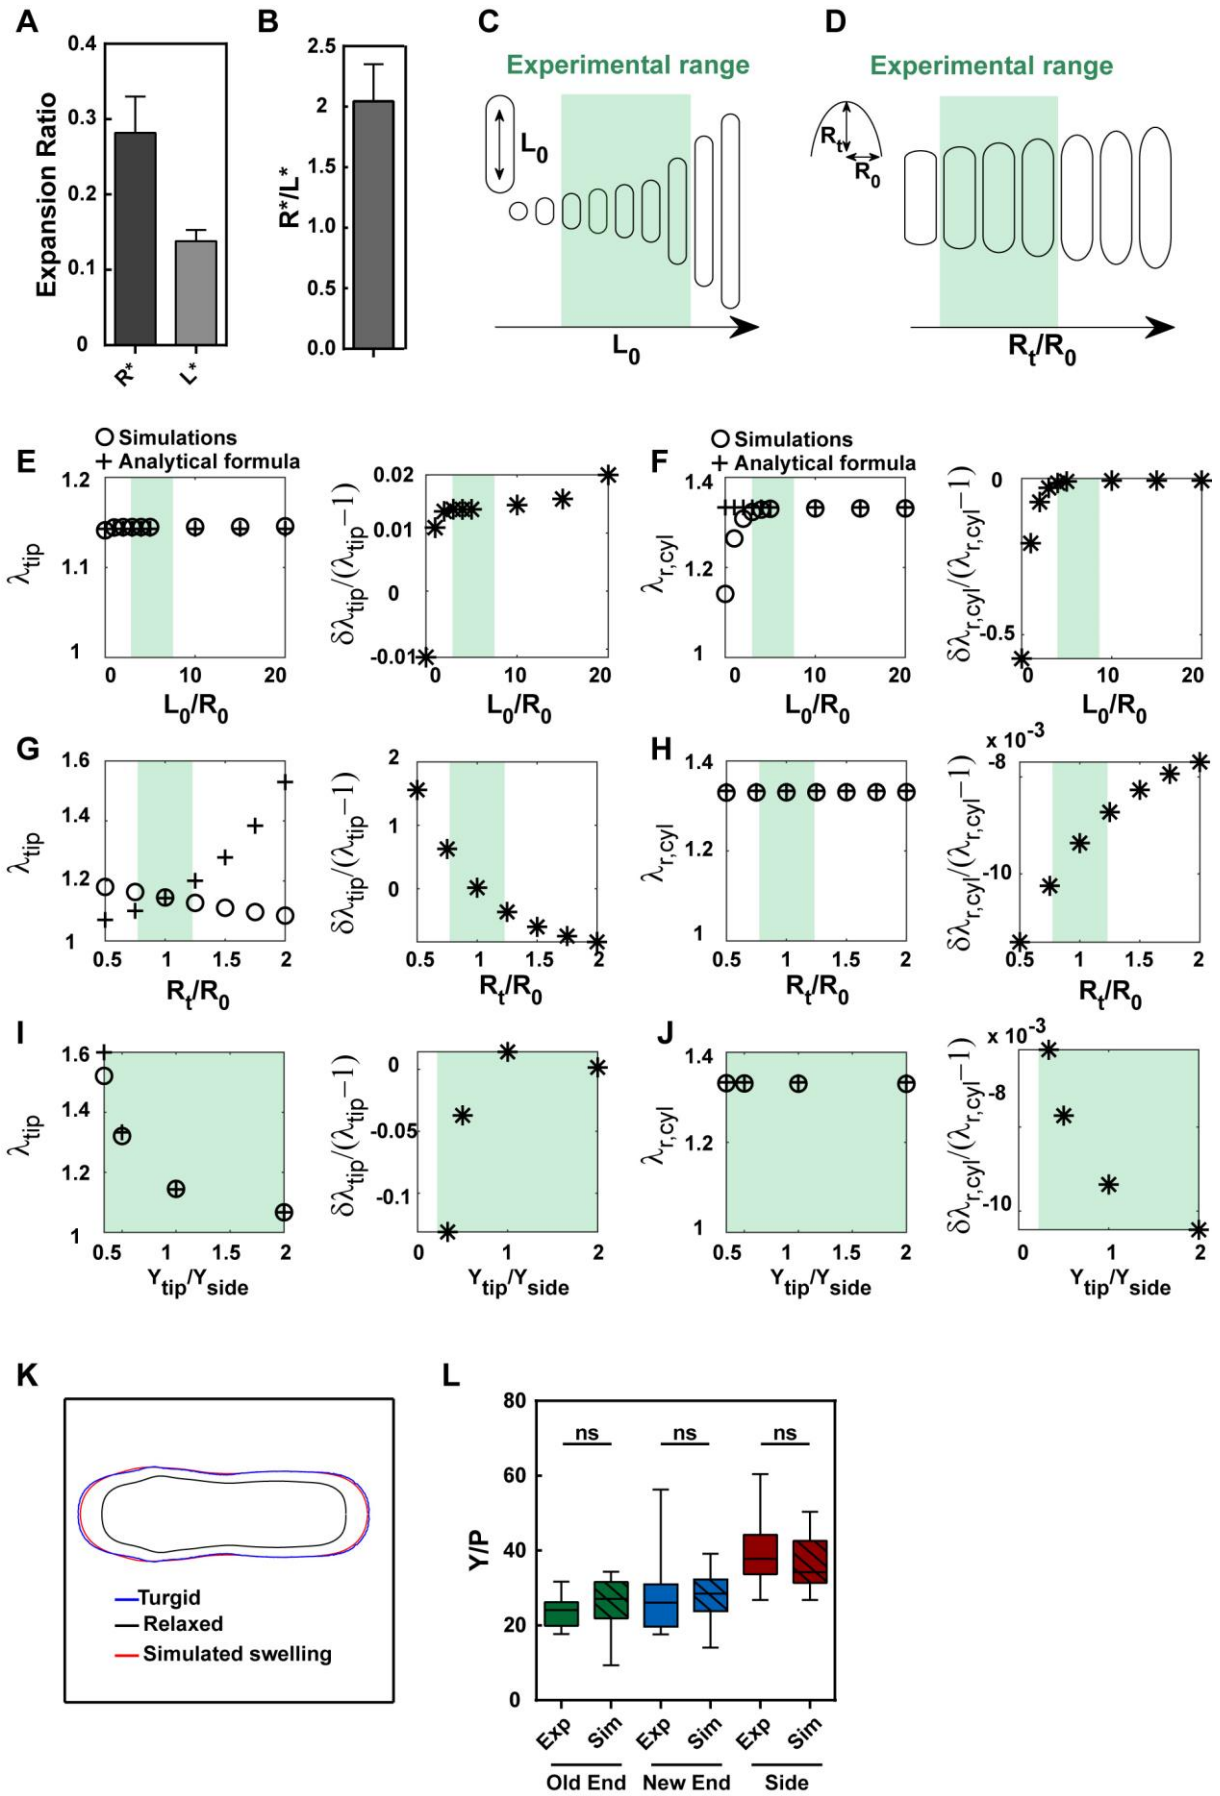 A
0.4
0.3
0.2
0.1
0
Expansion Ratio
R*
L*
B
2.5
2
1.5
1.0
0.5
0.0
R*/L*
C
Experimental range
L0
L0
D
Experimental range
Rt
R0
Rt/R0
E
Simulations
Analytical formula
1.2
1.1
1
λtip
0 10 20
L0/R0
0.02
0.01
0
-0.01
δλtip/(λtip−1)
0 10 20
L0/R0
F
Simulations
Analytical formula
1.4
1.2
1
λr,cyl
0 10 20
L0/R0
0
-0.5
δλr,cyl/(λr,cyl−1)
0 10 20
L0/R0
G
1.6
1.4
1.2
1
λtip
0.5 1 1.5 2
Rt/R0
2
1
0
δλtip/(λtip−1)
0.5 1 1.5 2
Rt/R0
H
1.4
1.2
1
λr,cyl
0.5 1 1.5 2
Rt/R0
x 10-3
-8
-10
δλr,cyl/(λr,cyl−1)
0.5 1 1.5 2
Rt/R0
I
1.6
1.4
1.2
1
λtip
0.5 1 1.5 2
Ytip/Yside
0
-0.05
-0.1
δλtip/(λtip−1)
0 1 2
Ytip/Yside
J
1.4
1.2
1
λr,cyl
0.5 1 1.5 2
Ytip/Yside
x 10-3
-8
-10
δλr,cyl/(λr,cyl−1)
0 1 2
Ytip/Yside
K
Turgid
Relaxed
Simulated swelling
L
80
60
40
20
0
Y/P
ns ns ns
Exp Sim Exp Sim Exp Sim
Old End New End Side